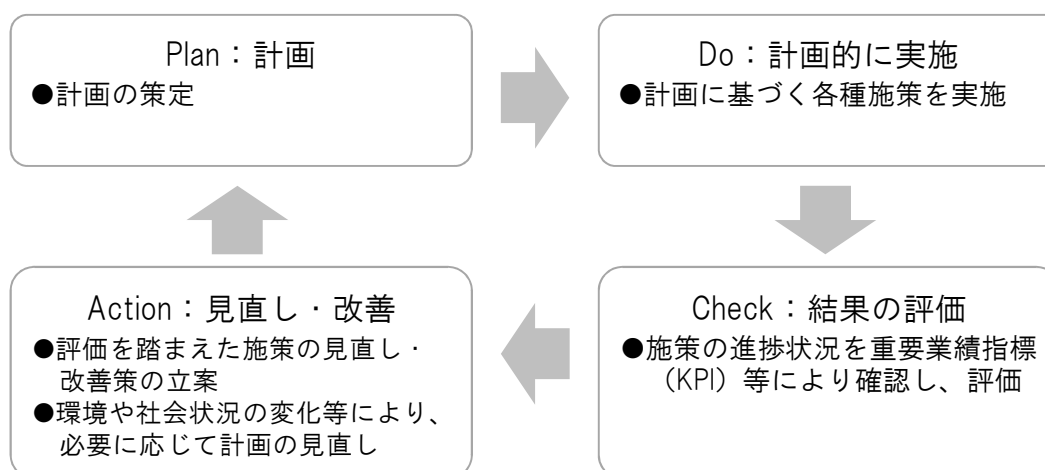 Plan：計画
●計画の策定
Do：計画的に実施
●計画に基づく各種施策を実施
Action：見直し・改善
●評価を踏まえた施策の見直し・
改善策の立案
●環境や社会状況の変化等により、
必要に応じて計画の見直し
Check：結果の評価
●施策の進捗状況を重要業績指標
（KPI）等により確認し、評価